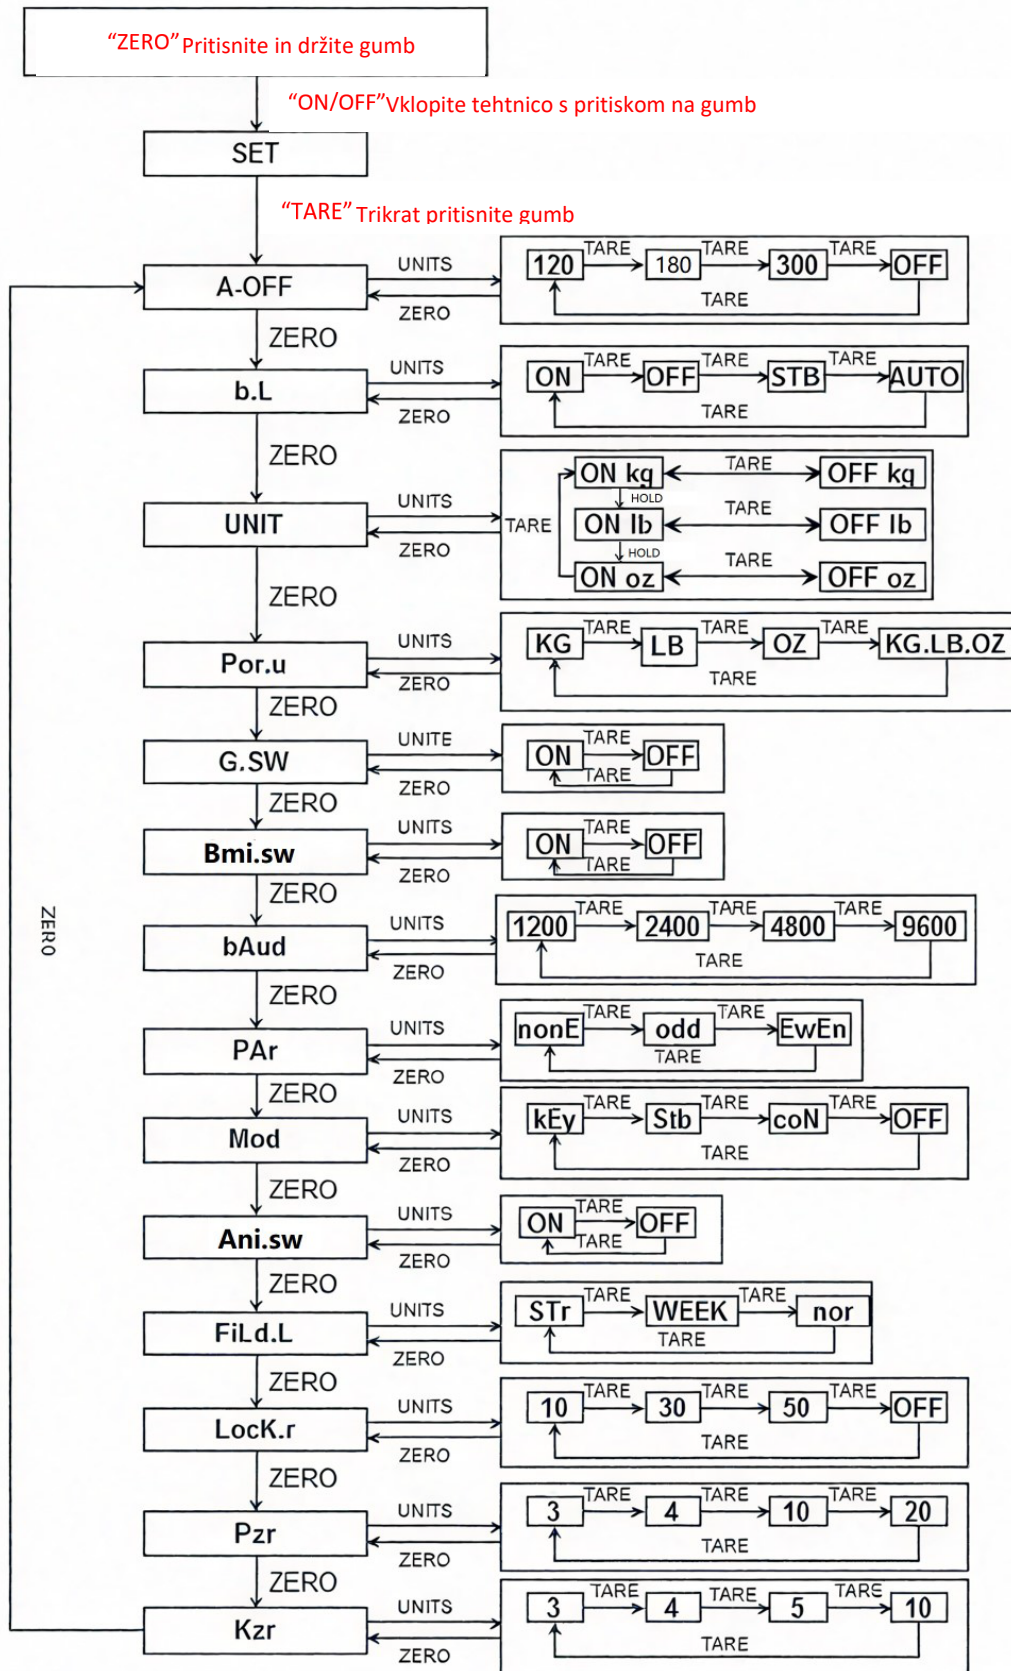 “ZERO” Pritisnite in držite gumb
“ON/OFF” Vklopite tehtnico s pritiskom na gumb
SET
“TARE” Trikrat pritisnite gumb
A-OFF
UNITS
ZERO
120 TARE 180 TARE 300 TARE OFF
TARE
ZERO
b.L
UNITS
ZERO
ON TARE OFF TARE STB TARE AUTO
TARE
ZERO
UNIT
UNITS
ZERO
TARE
ON kg TARE OFF kg
HOLD
ON lb TARE OFF lb
HOLD
ON oz TARE OFF oz
ZERO
Por.u
UNITS
ZERO
KG TARE LB TARE OZ TARE KG.LB.OZ
TARE
ZERO
G.SW
UNITE
ZERO
ON TARE OFF
TARE
ZERO
Bmi.sw
UNITS
ZERO
ON TARE OFF
TARE
ZERO
ZERO
bAud
UNITS
ZERO
1200 TARE 2400 TARE 4800 TARE 9600
TARE
ZERO
PAr
UNITS
ZERO
nonE TARE odd TARE EwEn
TARE
ZERO
Mod
UNITS
ZERO
kEy TARE Stb TARE coN TARE OFF
TARE
ZERO
Ani.sw
UNITS
ZERO
ON TARE OFF
TARE
ZERO
FiLd.L
UNITS
ZERO
STr TARE WEEK TARE nor
TARE
ZERO
LocK.r
UNITS
ZERO
10 TARE 30 TARE 50 TARE OFF
TARE
ZERO
Pzr
UNITS
ZERO
3 TARE 4 TARE 10 TARE 20
TARE
ZERO
Kzr
UNITS
ZERO
3 TARE 4 TARE 5 TARE 10
TARE